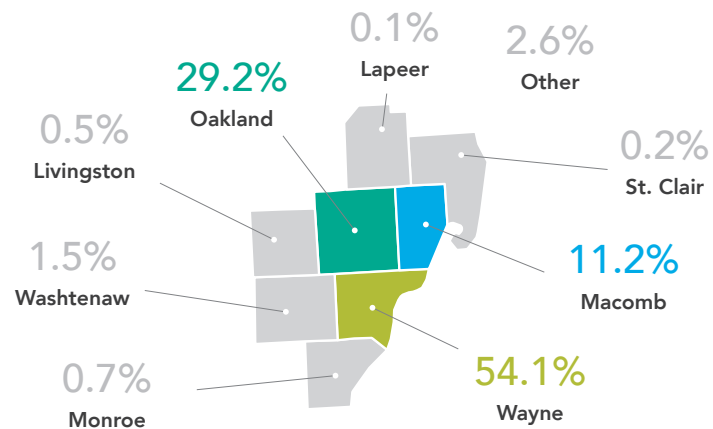 0.1%
Lapeer
2.6%
Other
29.2%
Oakland
0.5%
Livingston
0.2%
St. Clair
1.5%
Washtenaw
11.2%
Macomb
0.7%
Monroe
54.1%
Wayne